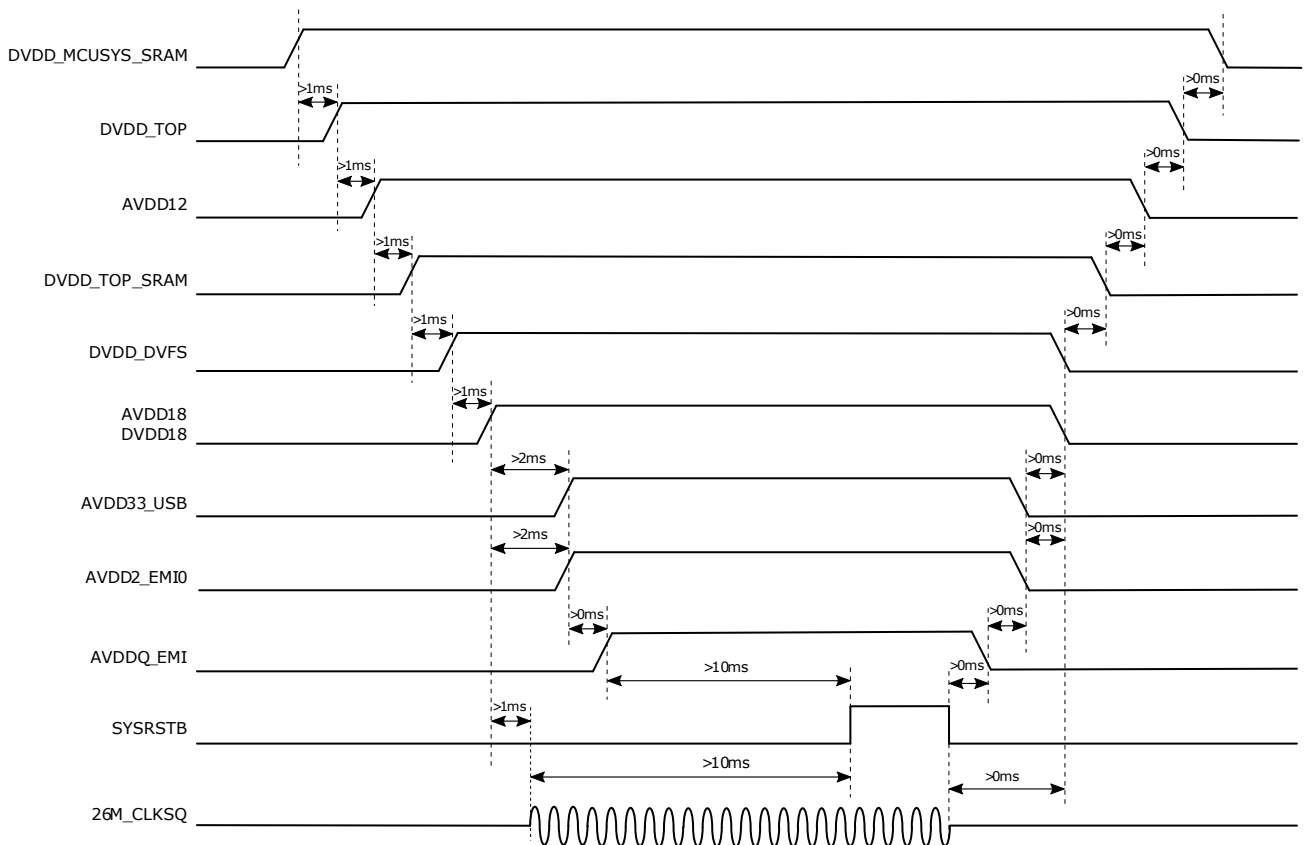 DVDD_MCUSYS_SRAM
>1ms
>0ms
DVDD_TOP
>1ms
>0ms
AVDD12
>1ms
>0ms
DVDD_TOP_SRAM
>1ms
>0ms
DVDD_DVFS
>1ms
AVDD18
DVDD18
>2ms
>0ms
AVDD33_USB
>2ms
>0ms
AVDD2_EMI0
>0ms
>0ms
AVDDQ_EMI
>10ms
>0ms
>1ms
SYSRSTB
>10ms
>0ms
26M_CLKSQ